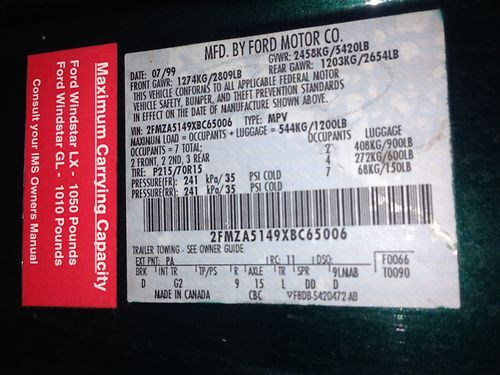 Maximum Carrying Capacity
Ford Windstar LX - 1050 Pounds
Ford Windstar GL - 1010 Pounds
Consult your IMS Owners Manual
MFD. BY FORD MOTOR CO.
DATE: 07/99 GVWR: 2458KG/5420LB
FRONT GAWR: 1274KG/2809LB REAR GAWR: 1203KG/2654LB
THIS VEHICLE CONFORMS TO ALL APPLICABLE FEDERAL MOTOR
VEHICLE SAFETY, BUMPER, AND THEFT PREVENTION STANDARDS
IN EFFECT ON THE DATE OF MANUFACTURE SHOWN ABOVE.
VIN: 2FMZA5149XBC65006 TYPE: MPV
MAXIMUM LOAD = OCCUPANTS + LUGGAGE = 544KG/1200LB
OCCUPANTS = 7 TOTAL; OCCUPANTS LUGGAGE
2 FRONT, 2 2ND, 3 REAR 2 408KG/900LB
TIRE: P215/70R15 4 272KG/600LB
PRESSURE(FR): 241 kPa/35 PSI COLD 7 68KG/150LB
PRESSURE(RR): 241 kPa/35 PSI COLD
2FMZA5149XBC65006
TRAILER TOWING - SEE OWNER GUIDE
EXT PNT: PA RC: 11 DSO: F0066
BRK INT TR TP/PS R AXLE TR SPR 9LMAB T0090
D G2 9 15 L DD D
MADE IN CANADA CBC F8DB-5420472-AB